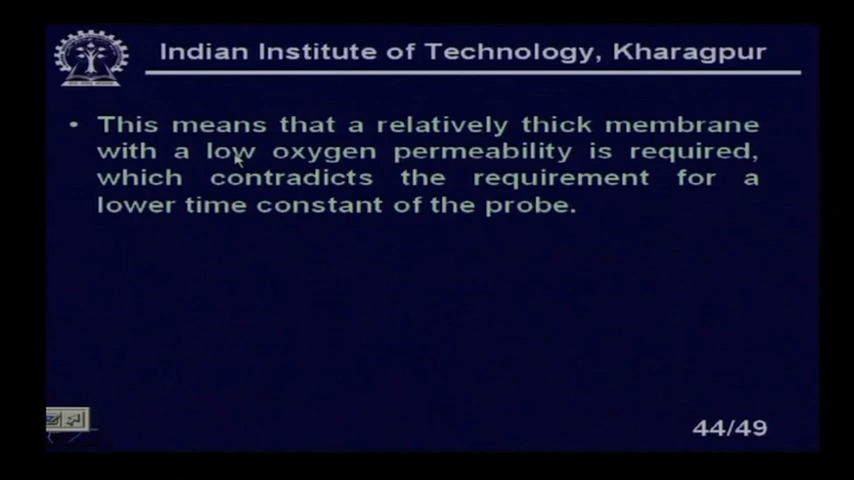 Indian Institute of Technology, Kharagpur
• This means that a relatively thick membrane
with a low oxygen permeability is required,
which contradicts the requirement for a
lower time constant of the probe.
44/49